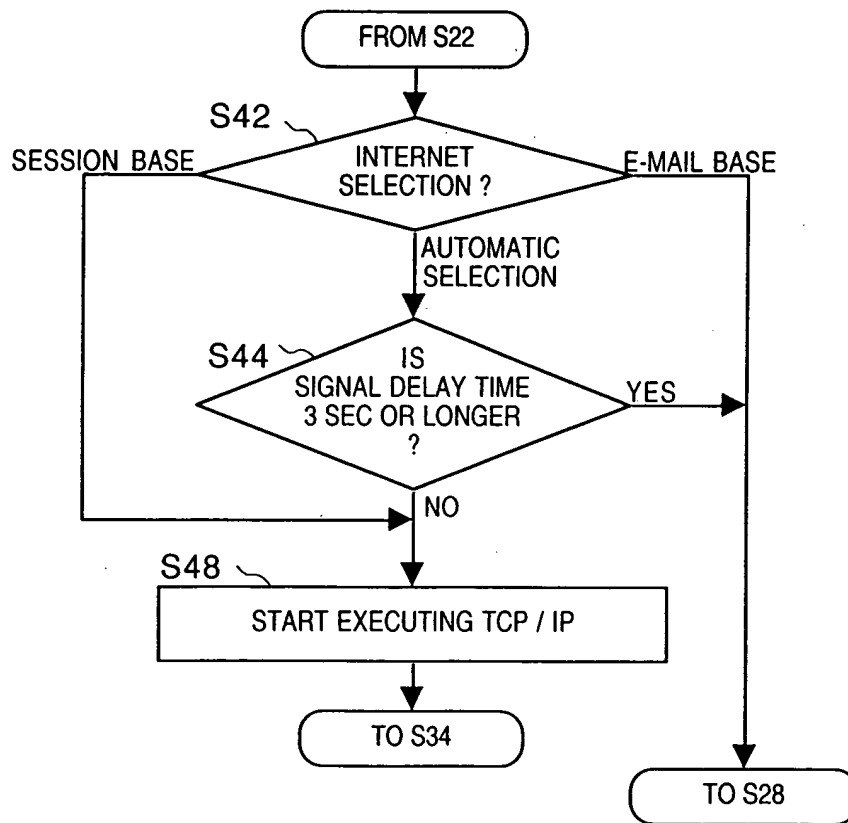 FROM S22
S42
SESSION BASE
INTERNET
SELECTION ?
E-MAIL BASE
AUTOMATIC
SELECTION
S44
IS
SIGNAL DELAY TIME
3 SEC OR LONGER
?
YES
NO
S48
START EXECUTING TCP / IP
TO S34
TO S28